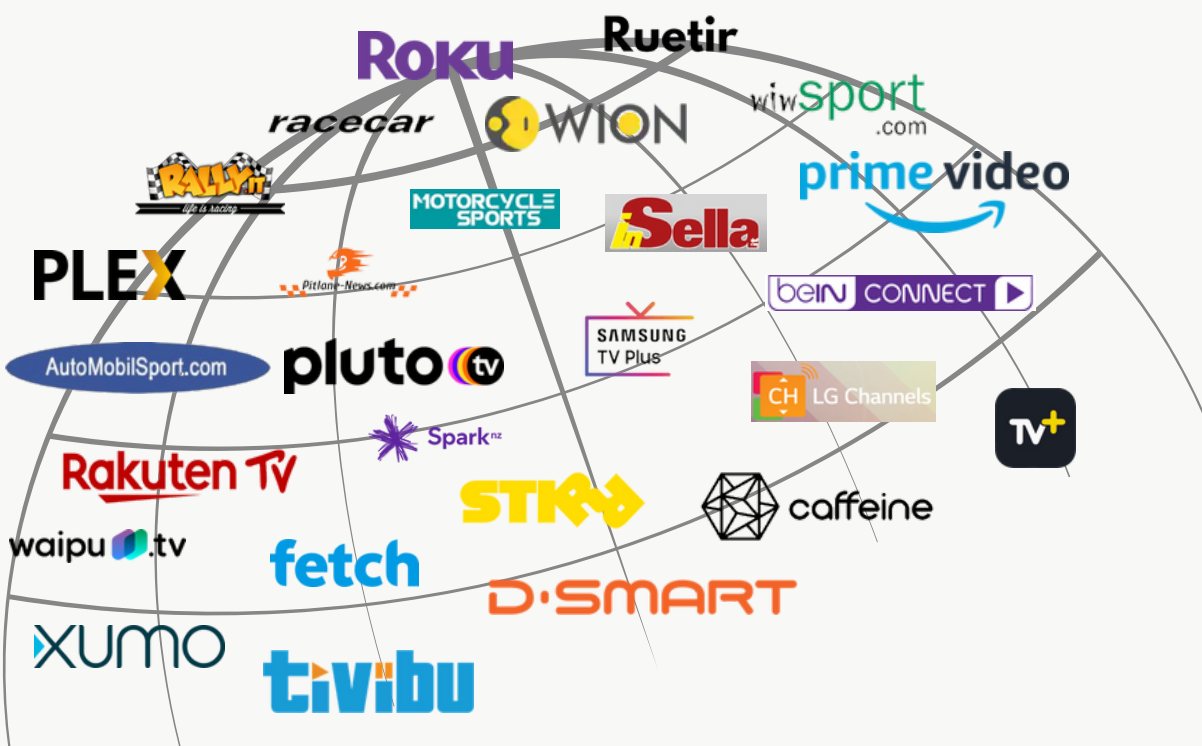 Roku
Ruetir
racecar
WION
wiwsport
.com
RALLY.IT
life is racing
prime video
MOTORCYCLE
SPORTS
inSella.it
PLEX
Pitlane-News.com
beIN CONNECT
SAMSUNG
TV Plus
AutoMobilSport.com
pluto tv
CH LG Channels
TV+
Spark nz
Rakuten TV
STIRR
caffeine
waipu.tv
fetch
D·SMART
XUMO
tivibu